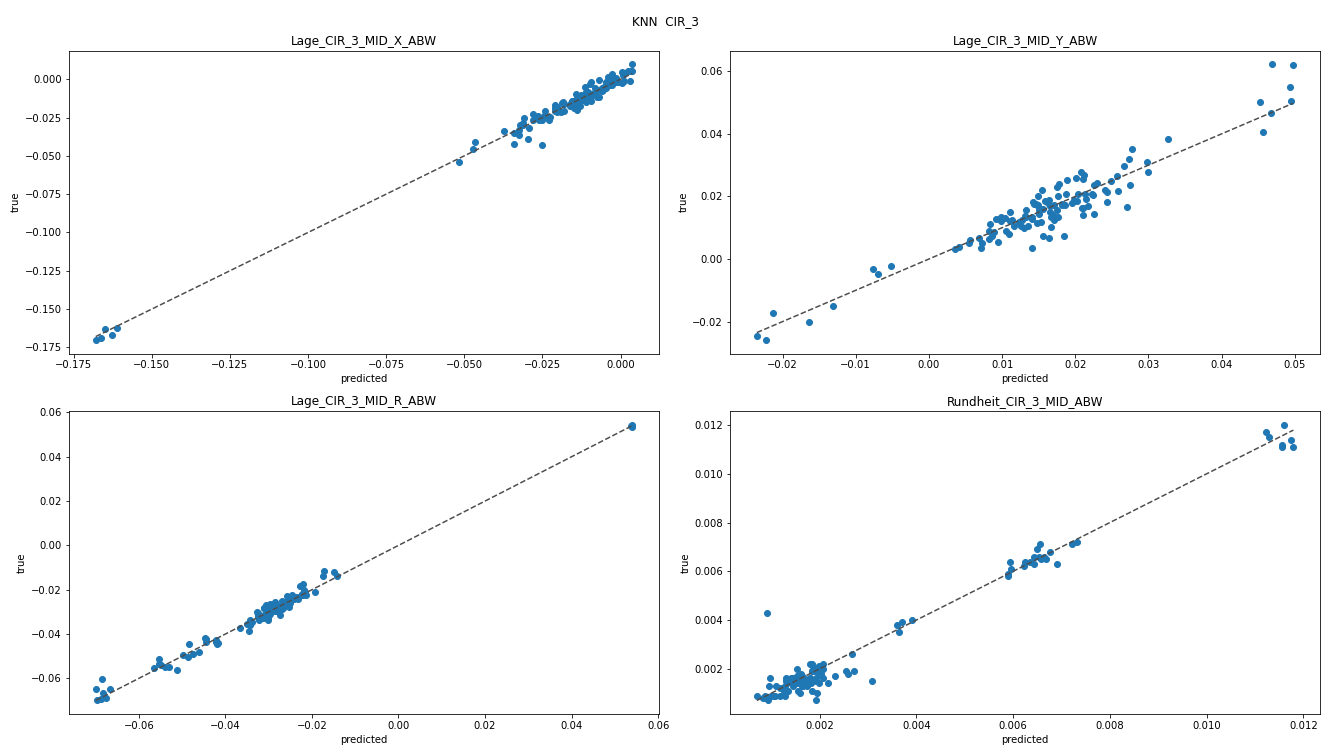 KNN  CIR_3
Lage_CIR_3_MID_X_ABW
0.000
−0.025
−0.050
−0.075
−0.100
−0.125
−0.150
−0.175
true
−0.175 −0.150 −0.125 −0.100 −0.075 −0.050 −0.025 0.000
predicted
Lage_CIR_3_MID_Y_ABW
0.06
0.04
0.02
0.00
−0.02
true
−0.02 −0.01 0.00 0.01 0.02 0.03 0.04 0.05
predicted
Lage_CIR_3_MID_R_ABW
0.06
0.04
0.02
0.00
−0.02
−0.04
−0.06
true
−0.06 −0.04 −0.02 0.00 0.02 0.04 0.06
predicted
Rundheit_CIR_3_MID_ABW
0.012
0.010
0.008
0.006
0.004
0.002
true
0.002 0.004 0.006 0.008 0.010 0.012
predicted